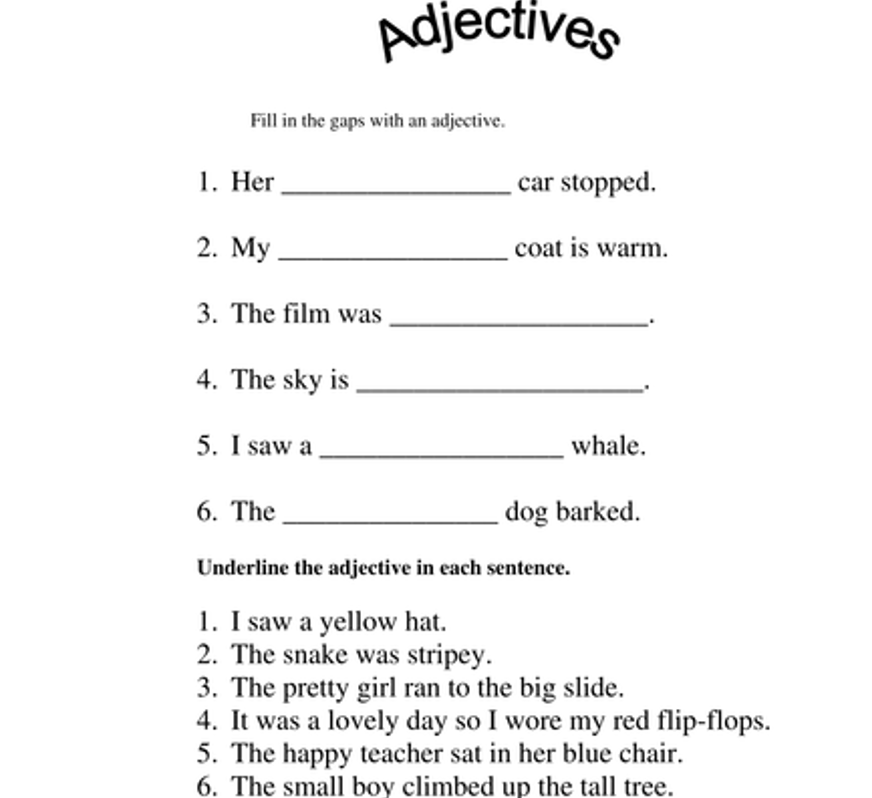 Adjectives
Fill in the gaps with an adjective.
1. Her ________________ car stopped.
2. My ________________ coat is warm.
3. The film was __________________.
4. The sky is ____________________.
5. I saw a _________________ whale.
6. The _______________ dog barked.
Underline the adjective in each sentence.
1. I saw a yellow hat.
2. The snake was stripey.
3. The pretty girl ran to the big slide.
4. It was a lovely day so I wore my red flip-flops.
5. The happy teacher sat in her blue chair.
6. The small boy climbed up the tall tree.